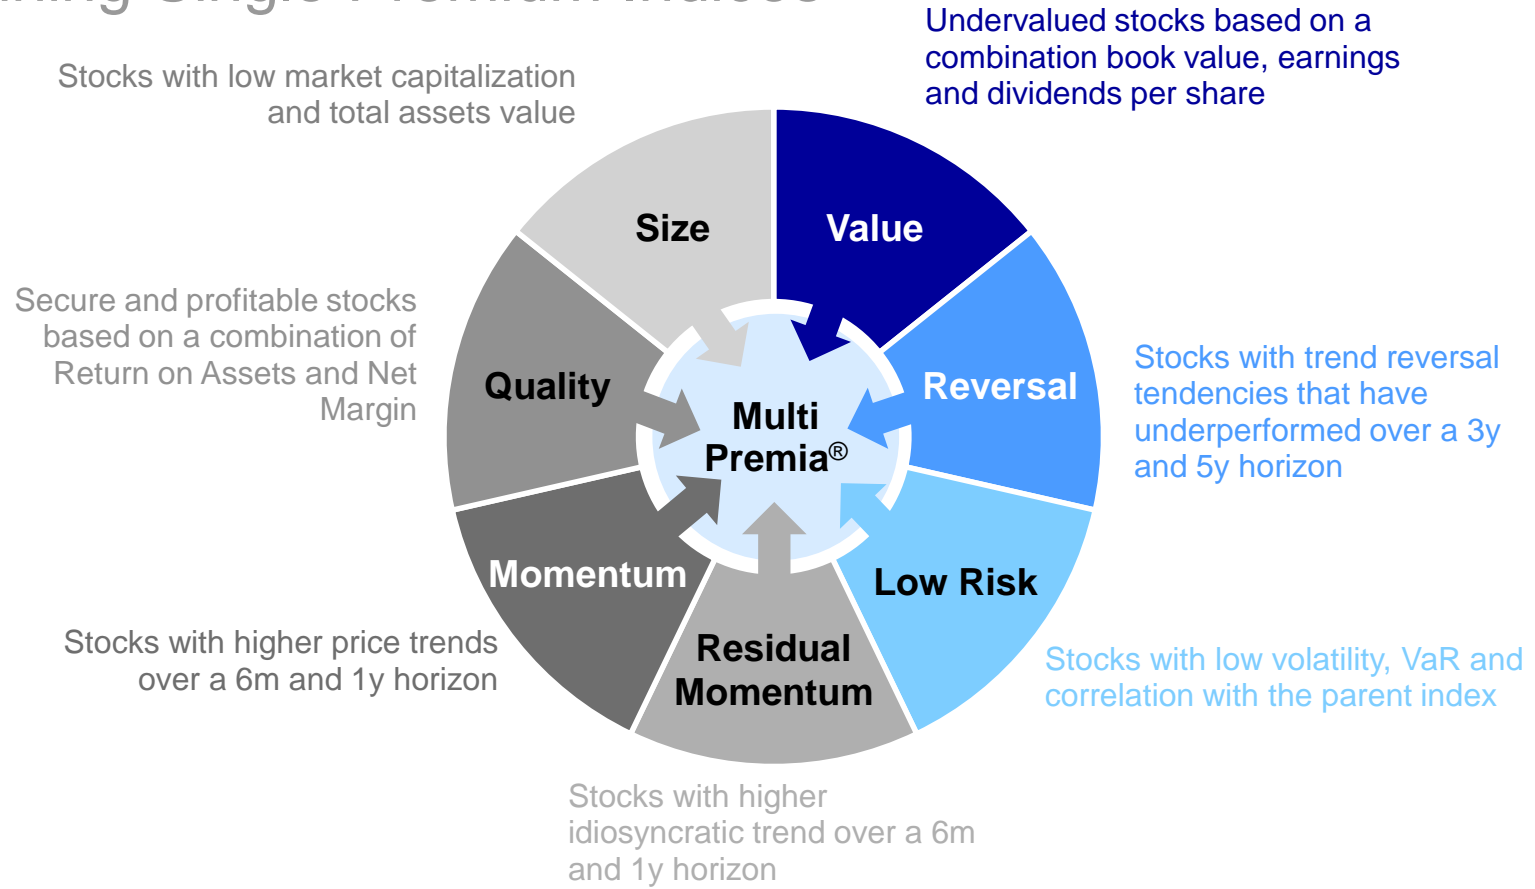 Single Premium Indices
Undervalued stocks based on a
combination book value, earnings
and dividends per share
Stocks with low market capitalization
and total assets value
Size
Value
Secure and profitable stocks
based on a combination of
Return on Assets and Net
Margin
Quality
Reversal
Stocks with trend reversal
tendencies that have
underperformed over a 3y
and 5y horizon
Multi
Premia®
Momentum
Low Risk
Stocks with higher price trends
over a 6m and 1y horizon
Residual
Momentum
Stocks with low volatility, VaR and
correlation with the parent index
Stocks with higher
idiosyncratic trend over a 6m
and 1y horizon